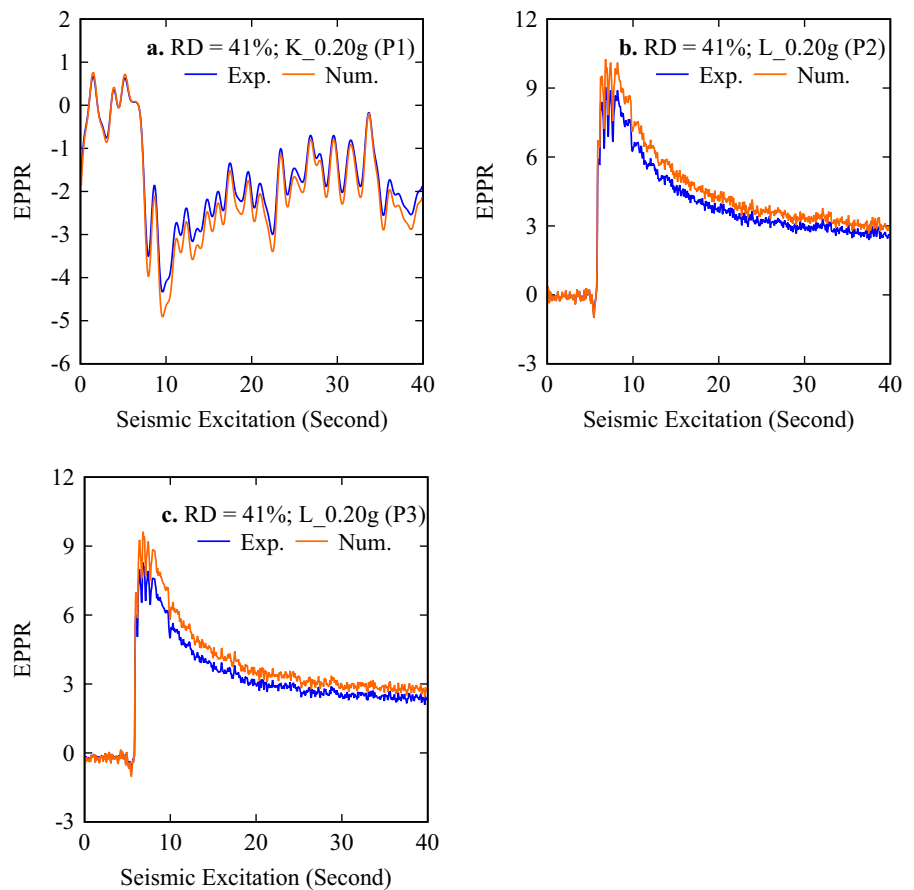 2
1
0
-1
-2
-3
-4
-5
-6
EPPR
a. RD = 41%; K_0.20g (P1)
Exp. Num.
0 10 20 30 40
Seismic Excitation (Second)
12
9
6
3
0
-3
EPPR
b. RD = 41%; L_0.20g (P2)
Exp. Num.
0 10 20 30 40
Seismic Excitation (Second)
12
9
6
3
0
-3
EPPR
c. RD = 41%; L_0.20g (P3)
Exp. Num.
0 10 20 30 40
Seismic Excitation (Second)